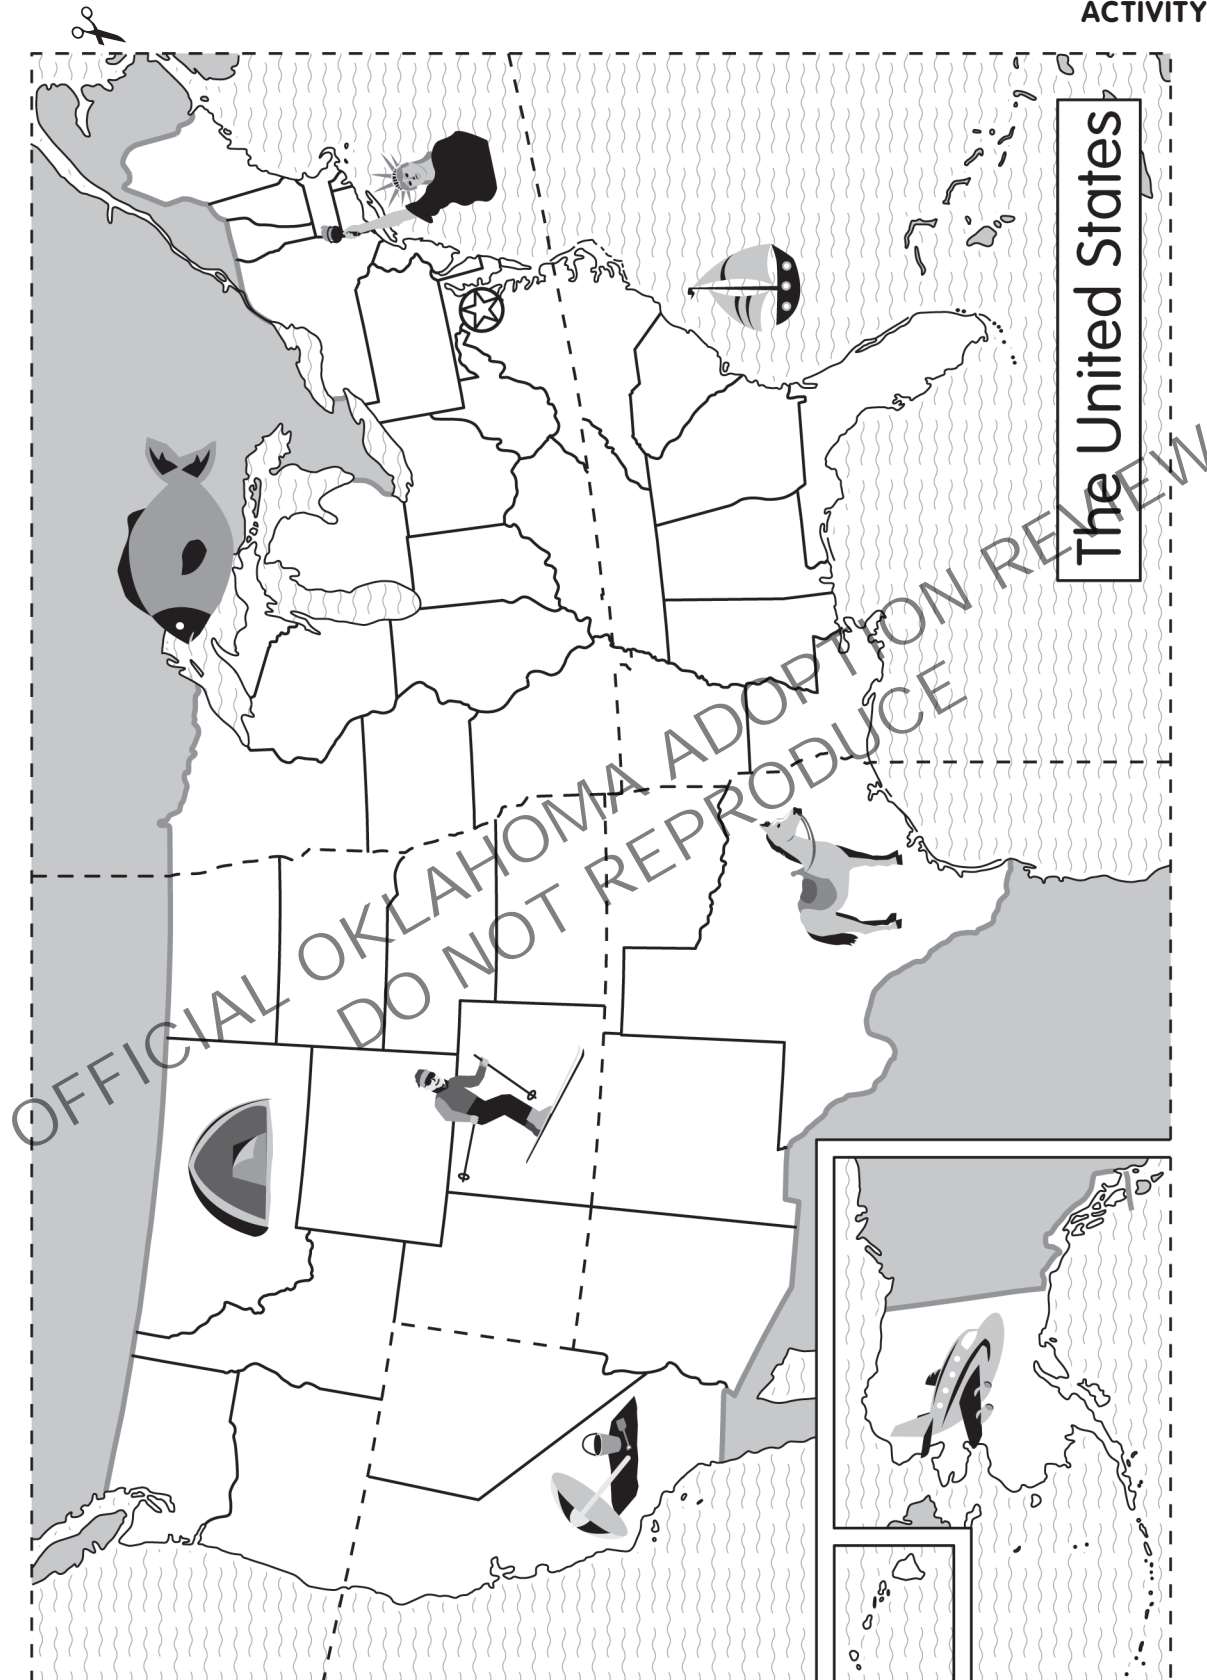 ACTIVITY
The United States
OFFICIAL OKLAHOMA ADOPTION REVIEW
DO NOT REPRODUCE